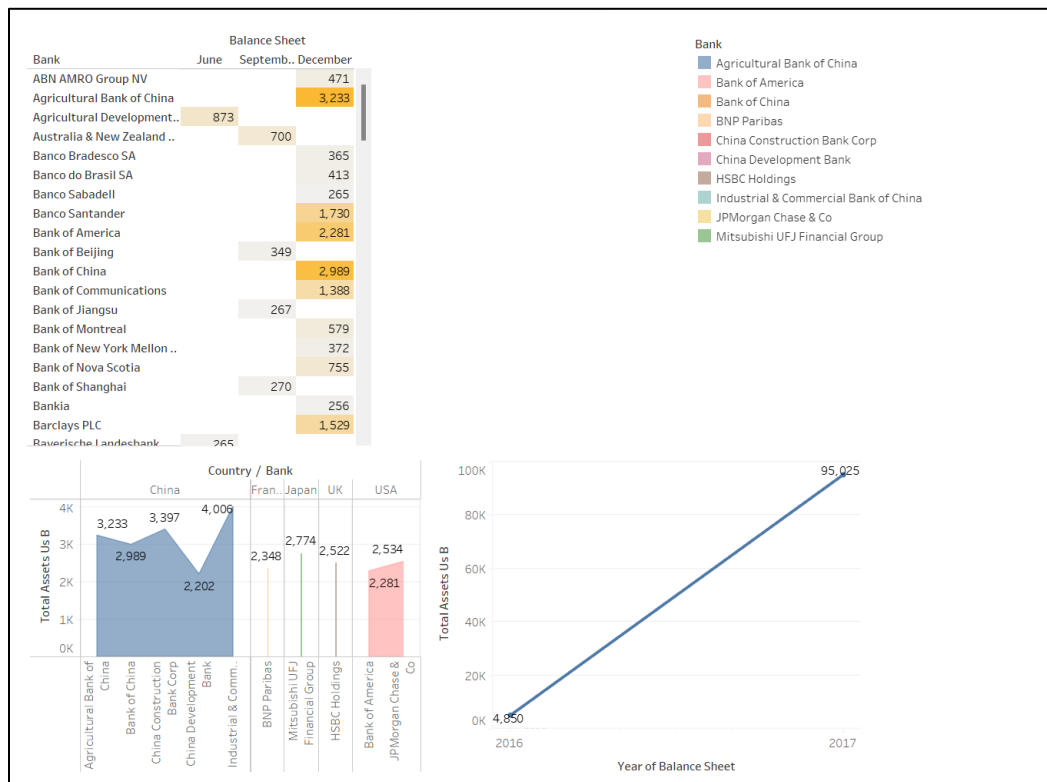 Balance Sheet
Bank June Septemb.. December
ABN AMRO Group NV 471
Agricultural Bank of China 3,233
Agricultural Development.. 873
Australia & New Zealand .. 700
Banco Bradesco SA 365
Banco do Brasil SA 413
Banco Sabadell 265
Banco Santander 1,730
Bank of America 2,281
Bank of Beijing 349
Bank of China 2,989
Bank of Communications 1,388
Bank of Jiangsu 267
Bank of Montreal 579
Bank of New York Mellon .. 372
Bank of Nova Scotia 755
Bank of Shanghai 270
Bankia 256
Barclays PLC 1,529
Bayerische Landesbank 265
Bank
Agricultural Bank of China
Bank of America
Bank of China
BNP Paribas
China Construction Bank Corp
China Development Bank
HSBC Holdings
Industrial & Commercial Bank of China
JPMorgan Chase & Co
Mitsubishi UFJ Financial Group
Country / Bank
China Fran.. Japan UK USA
Total Assets Us B
4K
3K
2K
1K
0K
3,233
2,989
3,397
2,202
4,006
2,348
2,774
2,522
2,281
2,534
Agricultural Bank of
China
Bank of China
China Construction
Bank Corp
China Development
Bank
Industrial & Comm..
BNP Paribas
Mitsubishi UFJ
Financial Group
HSBC Holdings
Bank of America
JPMorgan Chase &
Co
Total Assets Us B
100K
80K
60K
40K
20K
0K
4,850
95,025
2016 2017
Year of Balance Sheet